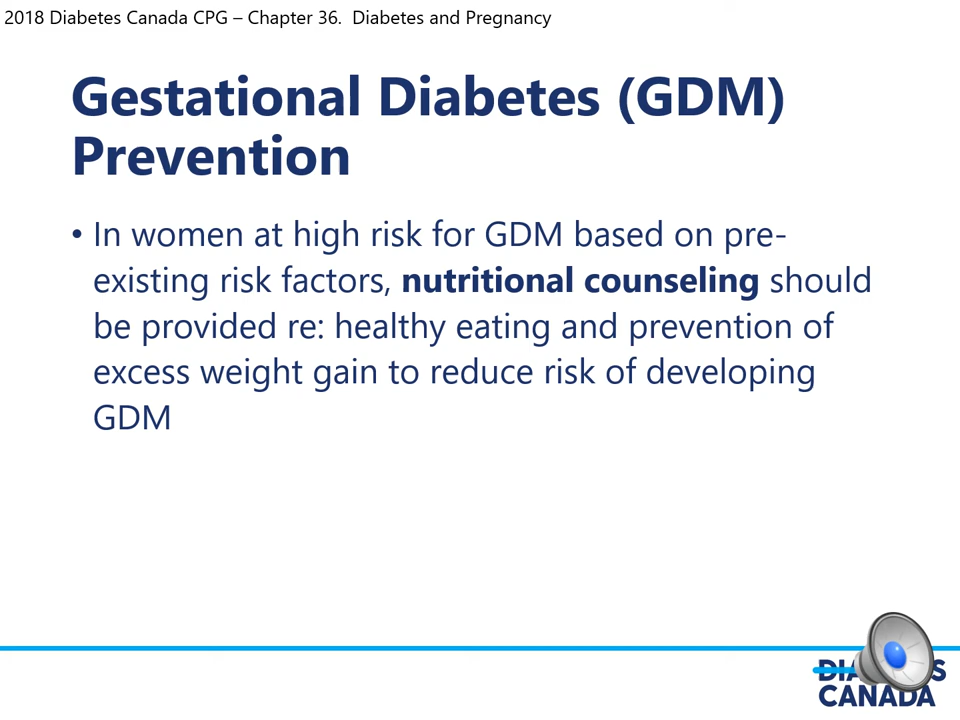 2018 Diabetes Canada CPG – Chapter 36.  Diabetes and Pregnancy
Gestational Diabetes (GDM)
Prevention
• In women at high risk for GDM based on pre-
existing risk factors, nutritional counseling should
be provided re: healthy eating and prevention of
excess weight gain to reduce risk of developing
GDM
CANADA